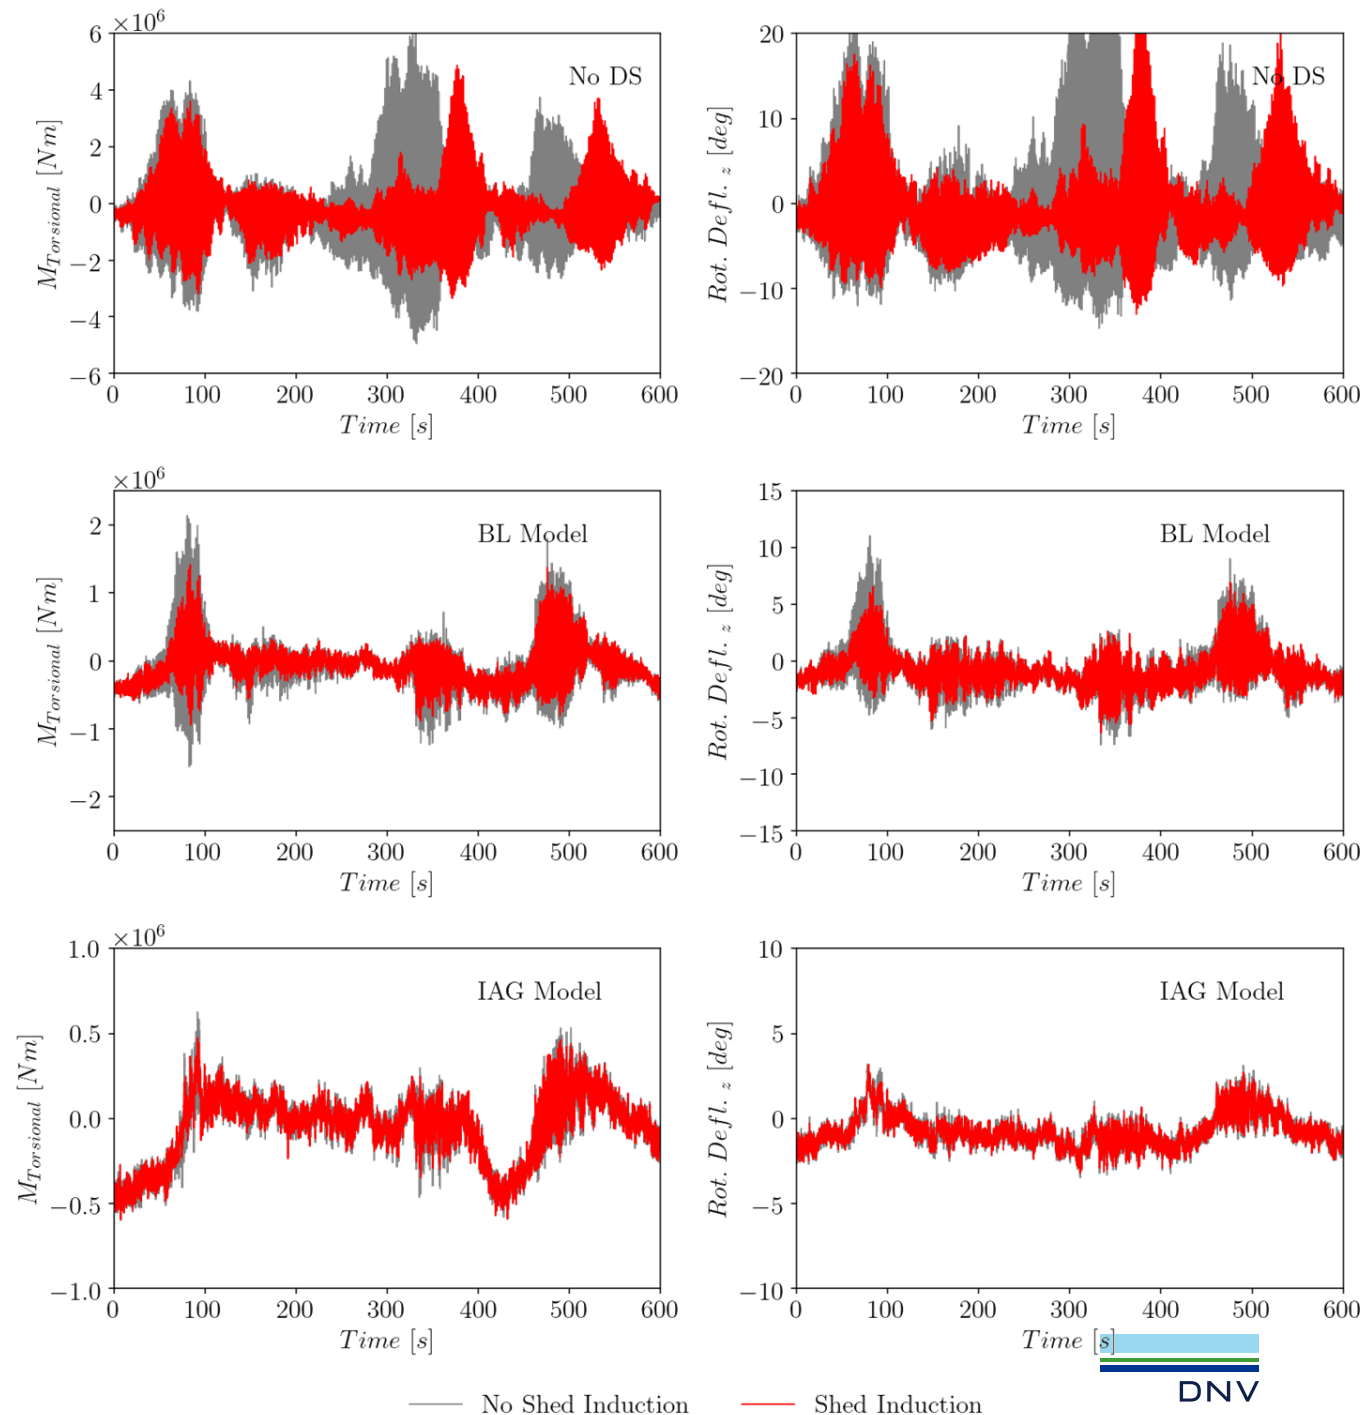 ×10⁶
6
4
2
0
−2
−4
−6
M_Torsional [Nm]
No DS
0 100 200 300 400 500 600
Time [s]
20
10
0
−10
−20
Rot. Defl. z [deg]
No DS
0 100 200 300 400 500 600
Time [s]
×10⁶
2
1
0
−1
−2
M_Torsional [Nm]
BL Model
0 100 200 300 400 500 600
Time [s]
15
10
5
0
−5
−10
−15
Rot. Defl. z [deg]
BL Model
0 100 200 300 400 500 600
Time [s]
×10⁶
1.0
0.5
0.0
−0.5
−1.0
M_Torsional [Nm]
IAG Model
0 100 200 300 400 500 600
Time [s]
10
5
0
−5
−10
Rot. Defl. z [deg]
IAG Model
0 100 200 300 400 500 600
Time [s]
No Shed Induction Shed Induction
DNV